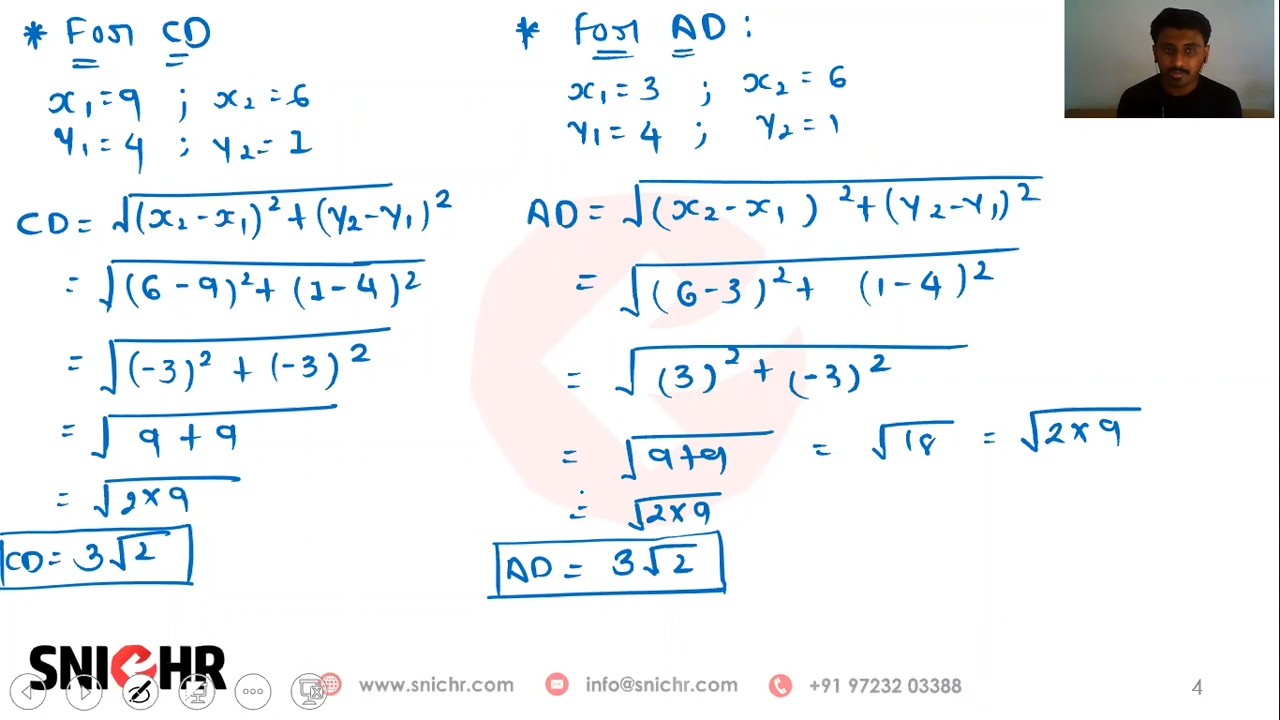 * For CD
x₁=9 ; x₂=6
Y₁=4 ; Y₂=1
CD = √(x₂-x₁)²+(Y₂-Y₁)²
= √(6-9)²+(1-4)²
= √(-3)² + (-3)²
= √9+9
= √2×9
CD= 3√2
* For AD:
x₁=3 ; x₂=6
Y₁=4 ; Y₂=1
AD = √(x₂-x₁)²+(Y₂-Y₁)²
= √(6-3)²+ (1-4)²
= √(3)²+(-3)²
= √9+9 = √18 = √2×9
= √2×9
AD = 3√2
SNICHR
www.snichr.com info@snichr.com +91 97232 03388 4